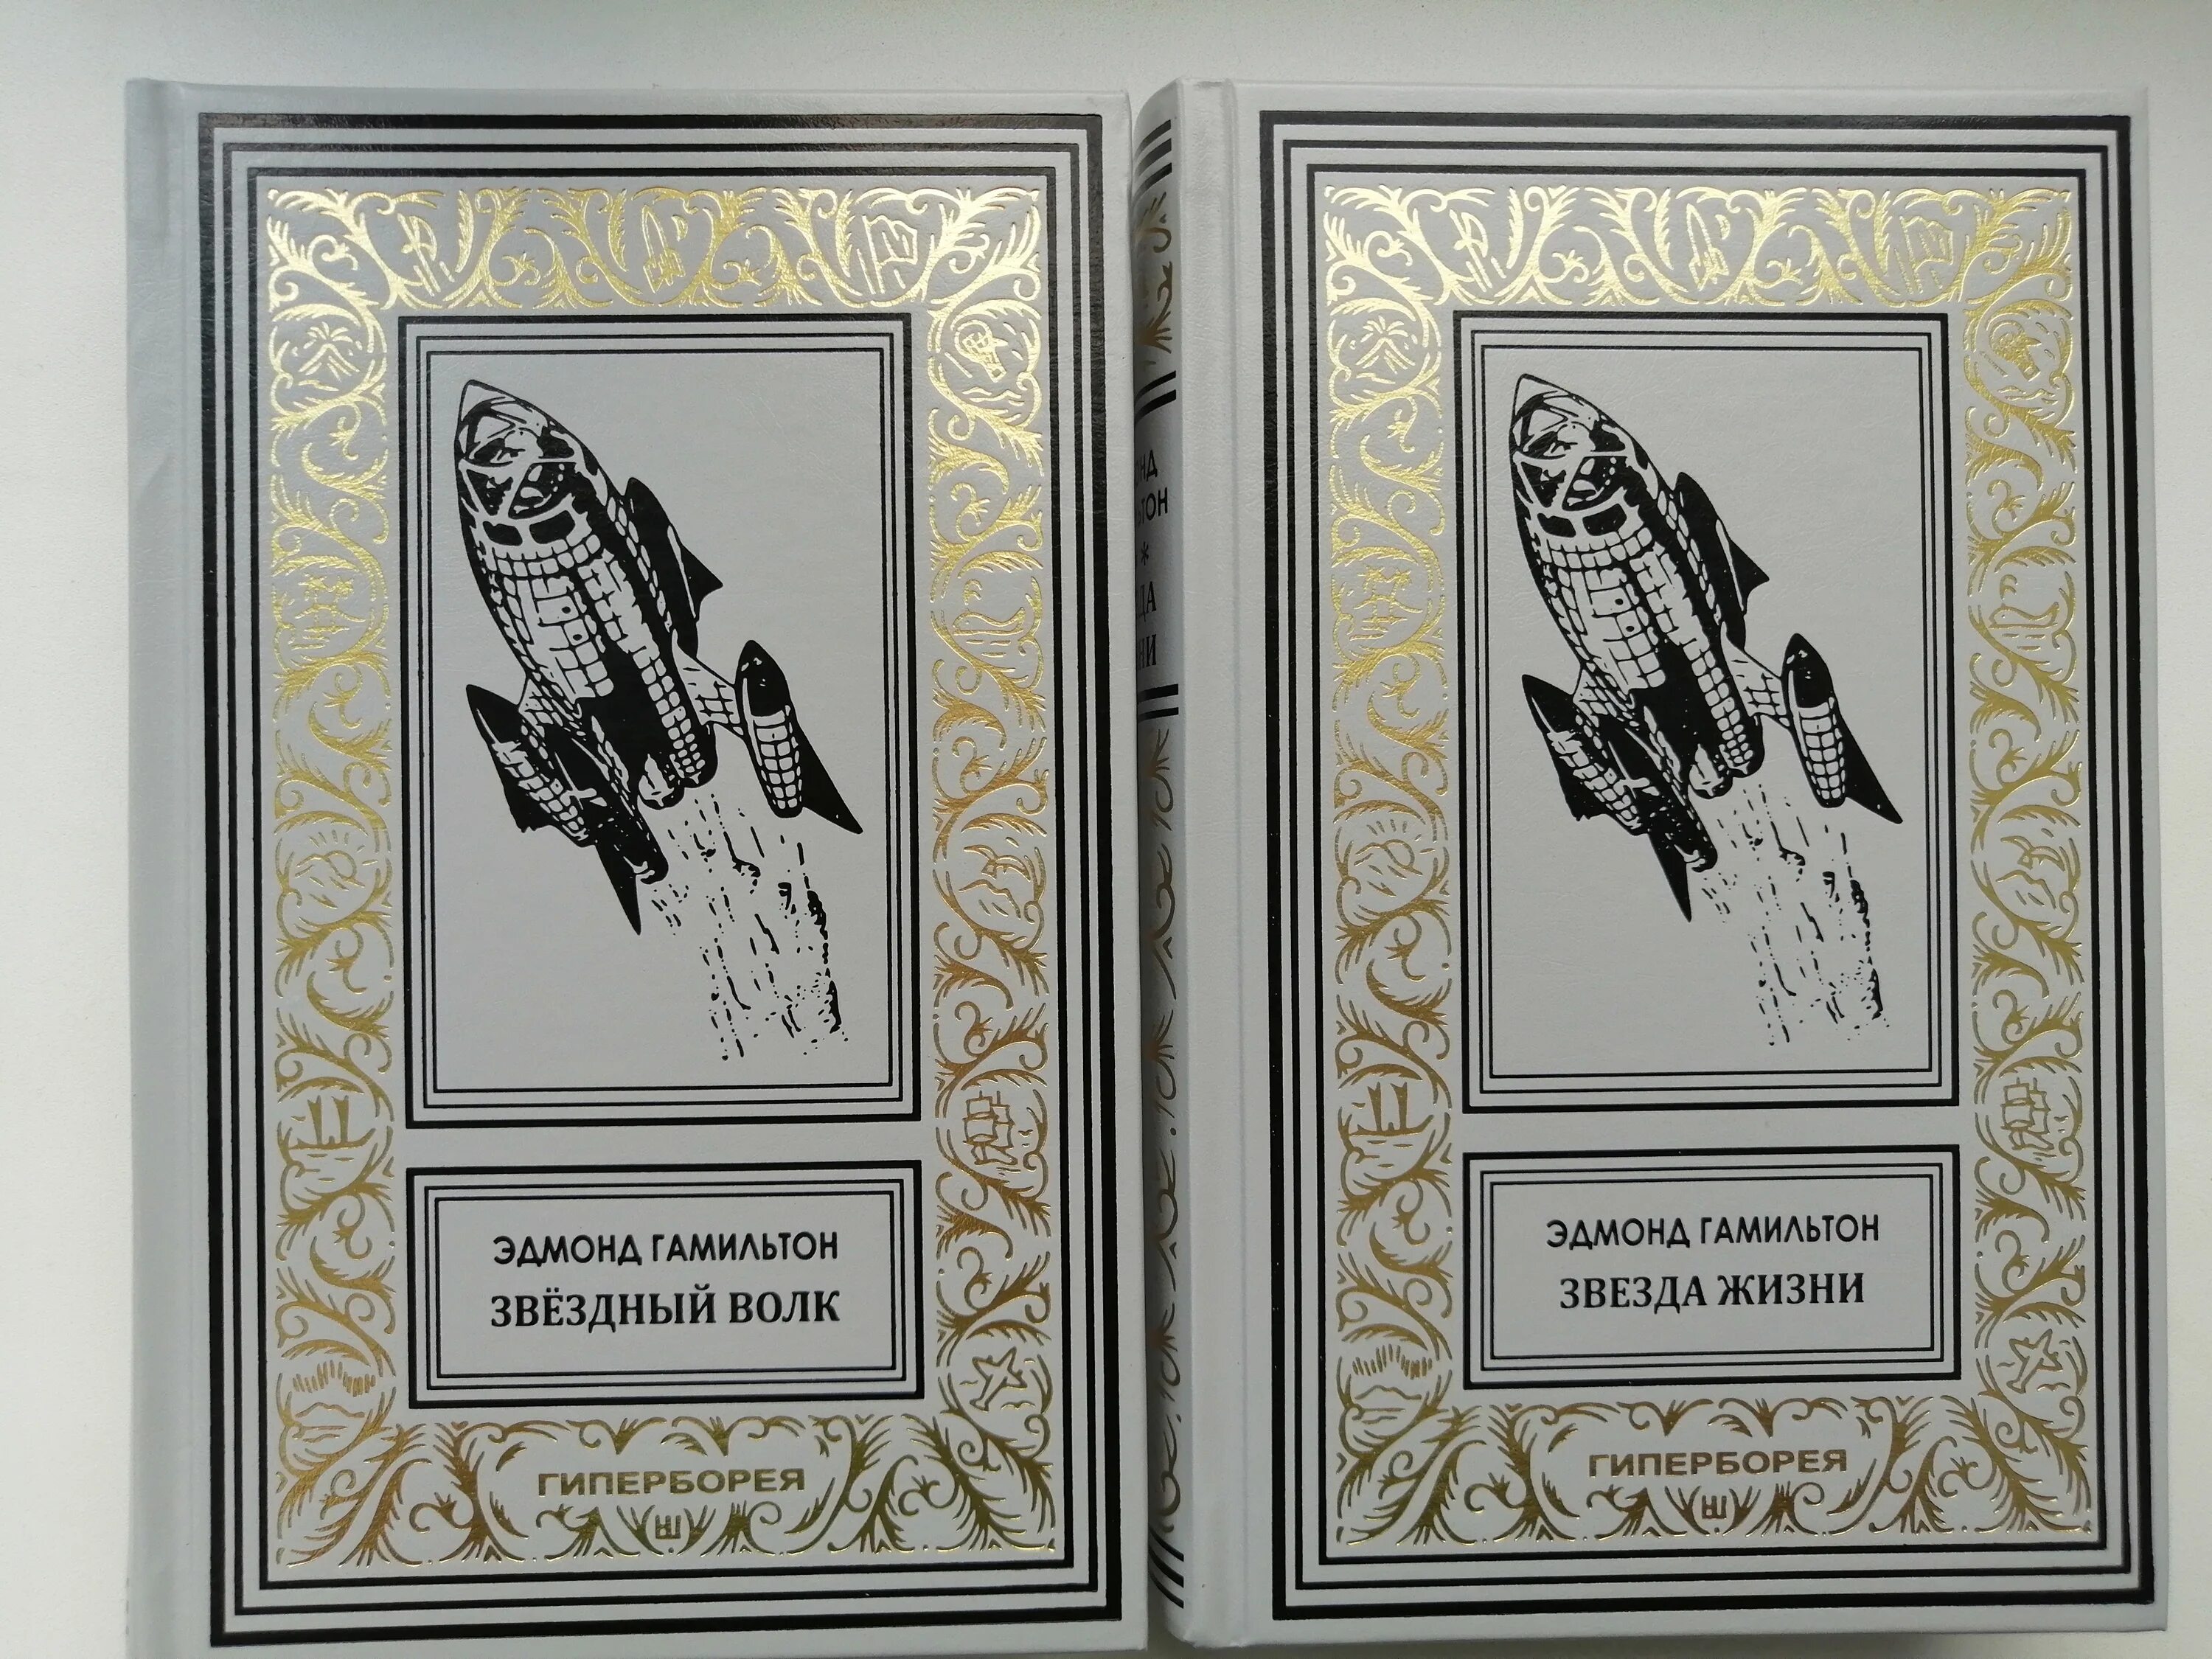 ЭДМОНД ГАМИЛЬТОН
ЗВЁЗДНЫЙ ВОЛК
ГИПЕРБОРЕЯ
ЭДМОНД ГАМИЛЬТОН
ЗВЕЗДА ЖИЗНИ
ГИПЕРБОРЕЯ